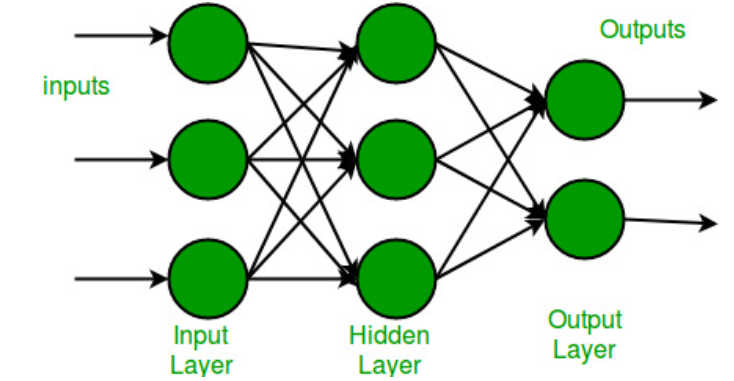 Outputs
inputs
Input
Layer
Hidden
Layer
Output
Layer